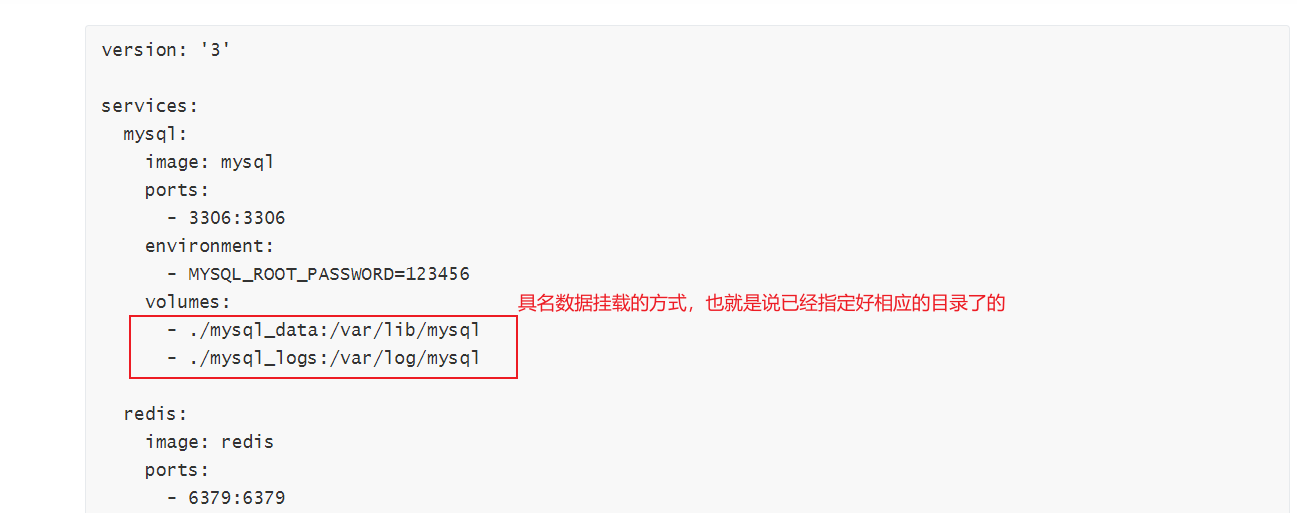 version: '3'
services:
mysql:
image: mysql
ports:
- 3306:3306
environment:
- MYSQL_ROOT_PASSWORD=123456
volumes:
具名数据挂载的方式，也就是说已经指定好相应的目录了的
- ./mysql_data:/var/lib/mysql
- ./mysql_logs:/var/log/mysql
redis:
image: redis
ports:
- 6379:6379